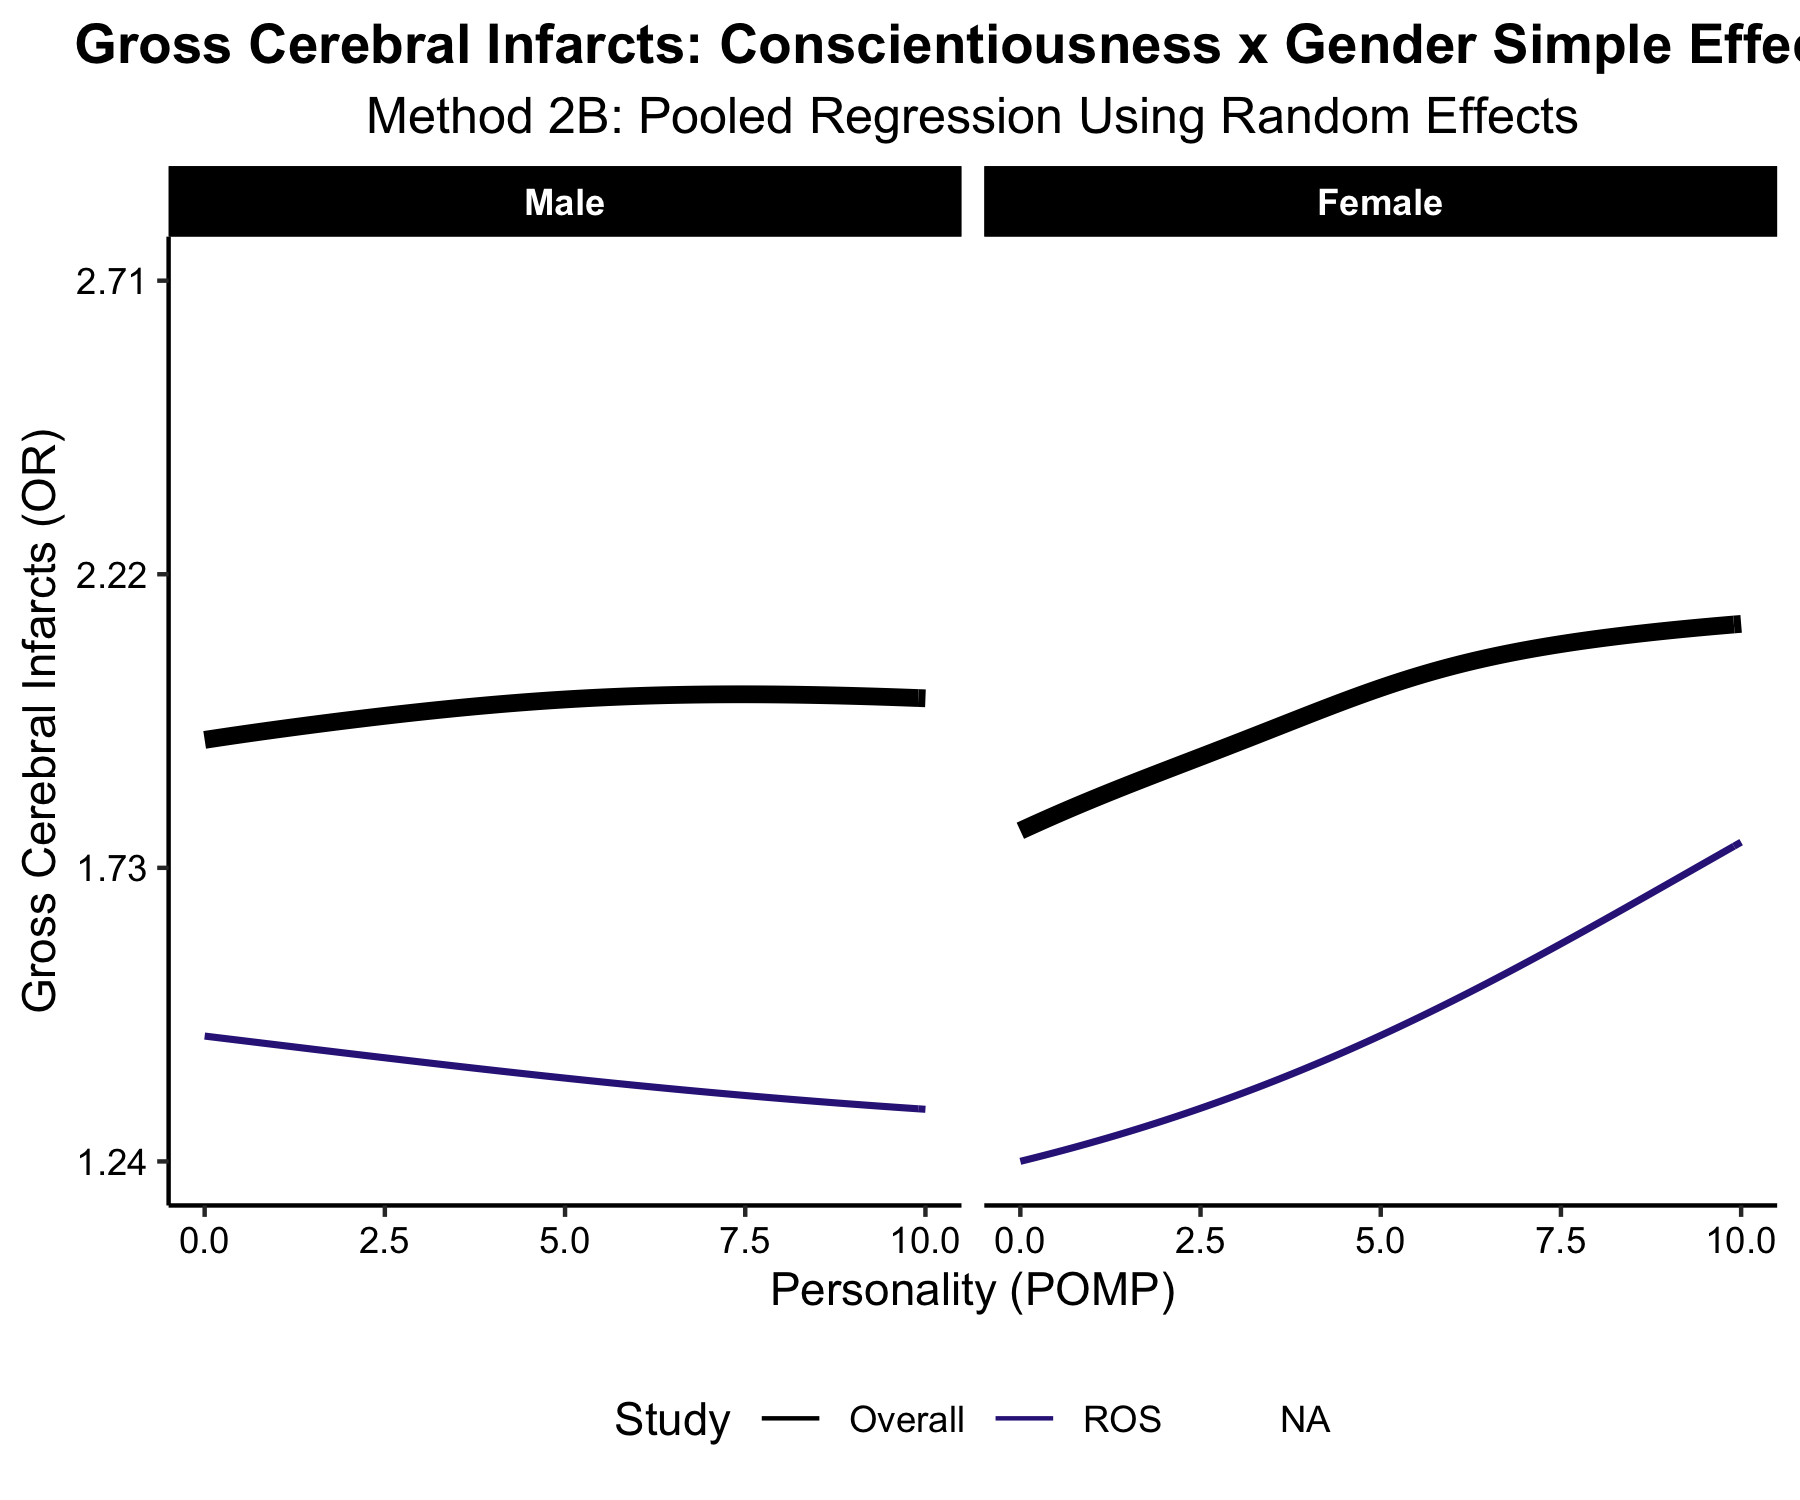 Gross Cerebral Infarcts: Conscientiousness x Gender Simple Effe
Method 2B: Pooled Regression Using Random Effects
Male
Female
Gross Cerebral Infarcts (OR)
2.71
2.22
1.73
1.24
0.0 2.5 5.0 7.5 10.0 0.0 2.5 5.0 7.5 10.0
Personality (POMP)
Study Overall ROS NA